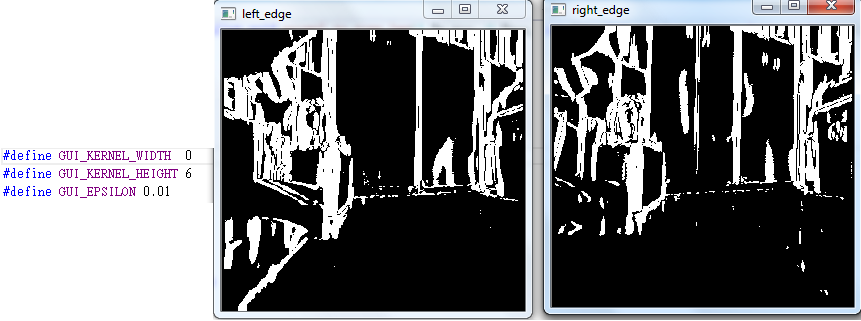 left_edge
right_edge
#define GUI_KERNEL_WIDTH 0
#define GUI_KERNEL_HEIGHT 6
#define GUI_EPSILON 0.01